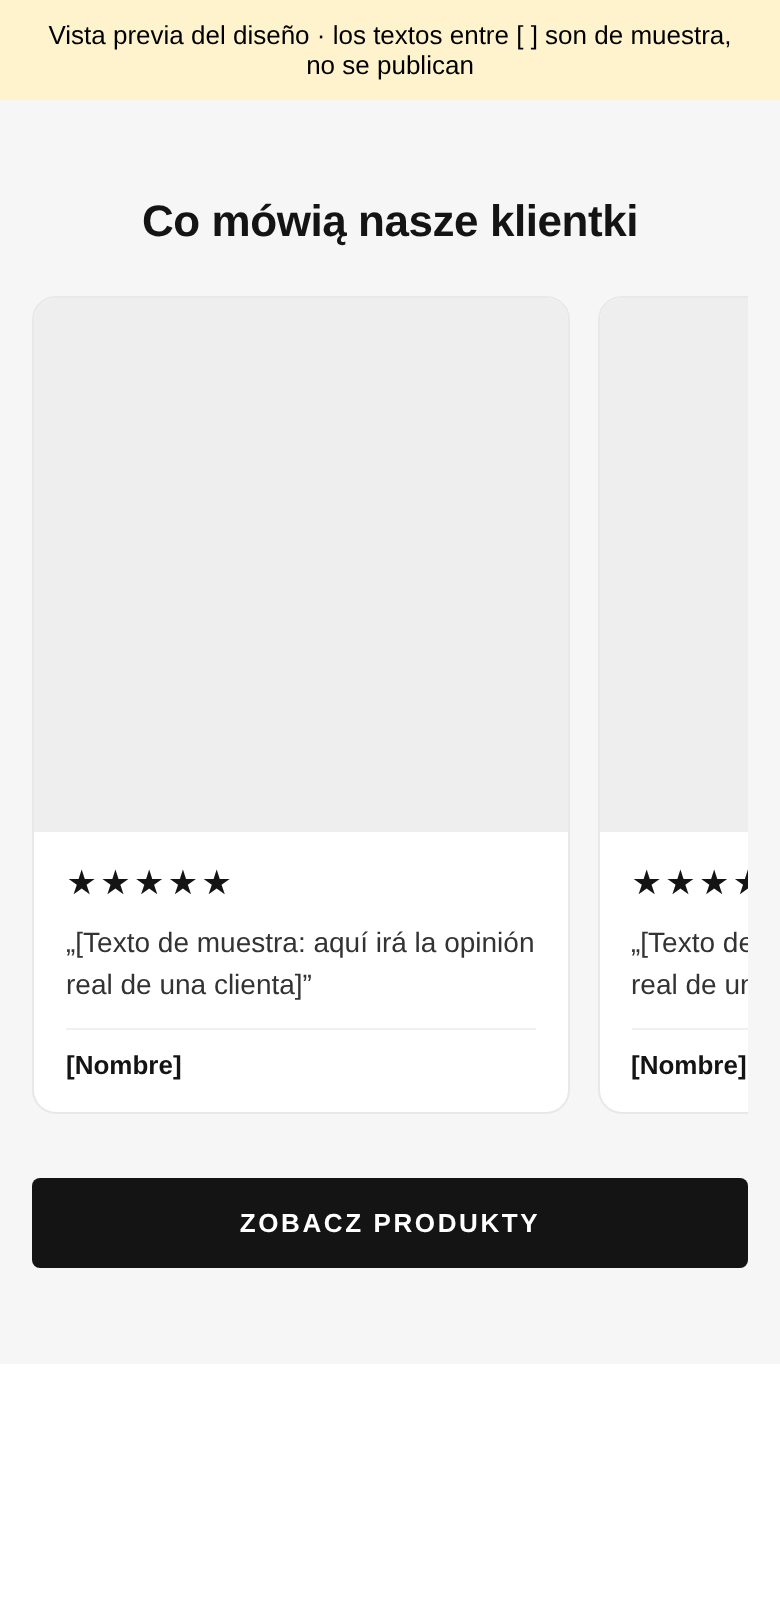 Vista previa del diseño · los textos entre [ ] son de muestra,
no se publican
Co mówią nasze klientki
★★★★★
„[Texto de muestra: aquí irá la opinión
real de una clienta]”
[Nombre]
★★★★
„[Texto de
real de un
[Nombre]
ZOBACZ PRODUKTY